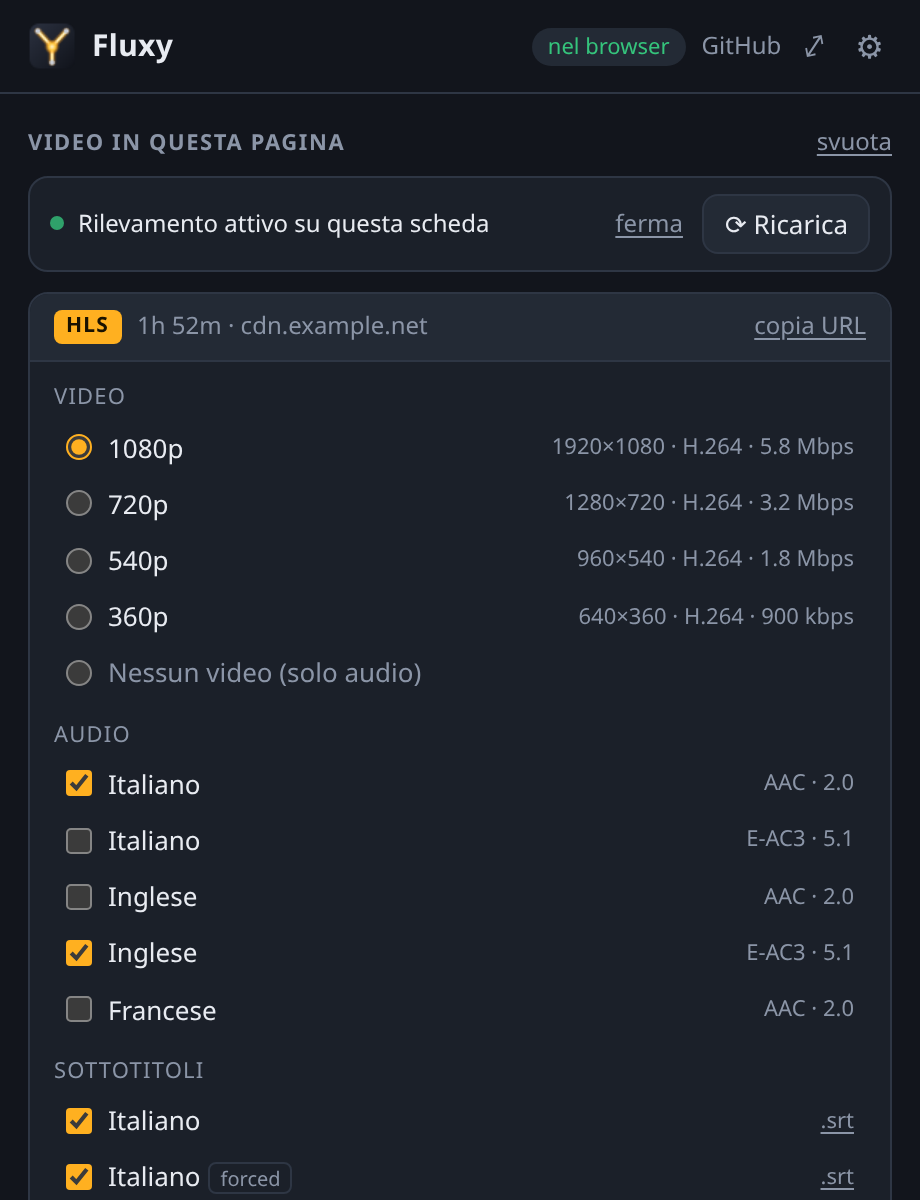 Fluxy nel browser GitHub ⤢ ⚙
VIDEO IN QUESTA PAGINA svuota
Rilevamento attivo su questa scheda ferma ⟳ Ricarica
HLS 1h 52m · cdn.example.net copia URL
VIDEO
1080p 1920×1080 · H.264 · 5.8 Mbps
720p 1280×720 · H.264 · 3.2 Mbps
540p 960×540 · H.264 · 1.8 Mbps
360p 640×360 · H.264 · 900 kbps
Nessun video (solo audio)
AUDIO
Italiano AAC · 2.0
Italiano E-AC3 · 5.1
Inglese AAC · 2.0
Inglese E-AC3 · 5.1
Francese AAC · 2.0
SOTTOTITOLI
Italiano .srt
Italiano forced .srt